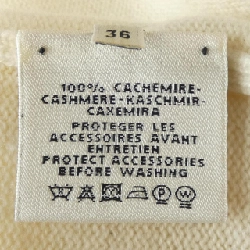 36
100% CACHEMIRE-
CASHMERE-KASCHMIR-
CAXEMIRA
PROTEGER LES
ACCESSOIRES AVANT
ENTRETIEN
PROTECT ACCESSORIES
BEFORE WASHING